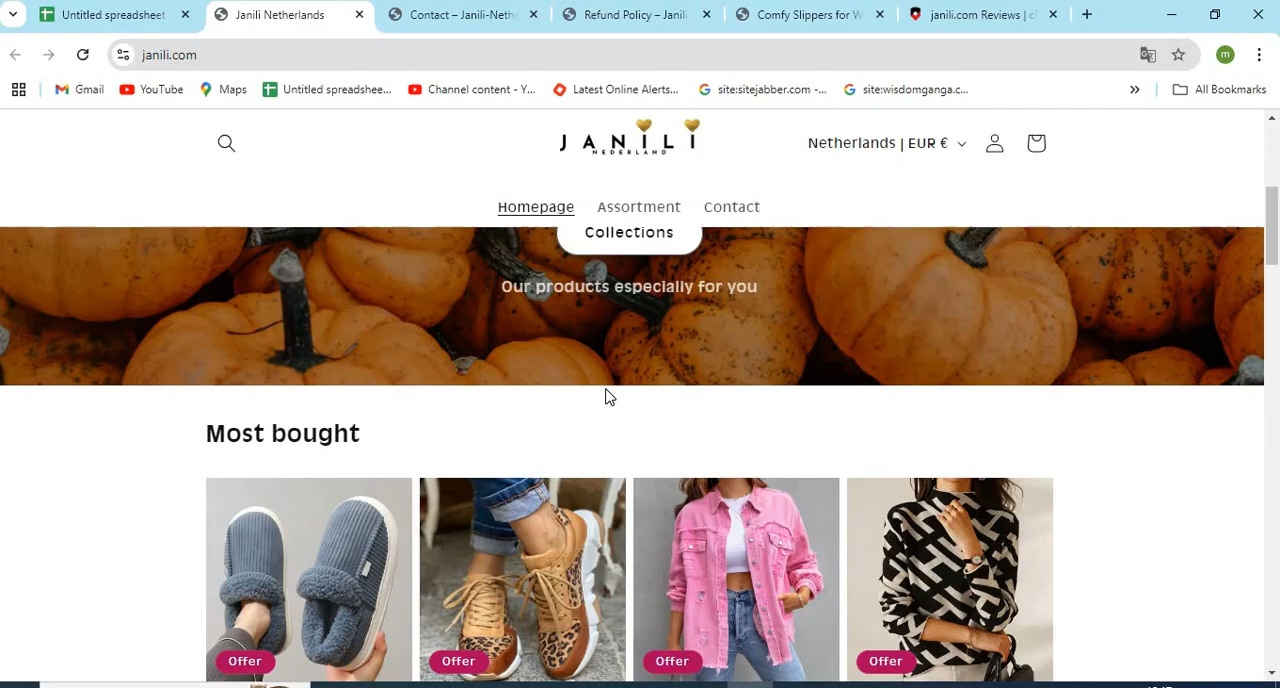 Untitled spreadsheet
Janili Netherlands
Contact – Janili-Nethe
Refund Policy – Janili
Comfy Slippers for W
janili.com Reviews | c
janili.com
m
Gmail
YouTube
Maps
Untitled spreadshee...
Channel content - Y...
Latest Online Alerts...
site:sitejabber.com -...
site:wisdomganga.c...
All Bookmarks
JANILI
NEDERLAND
Netherlands | EUR €
Homepage
Assortment
Contact
Collections
Our products especially for you
Most bought
Offer
Offer
Offer
Offer